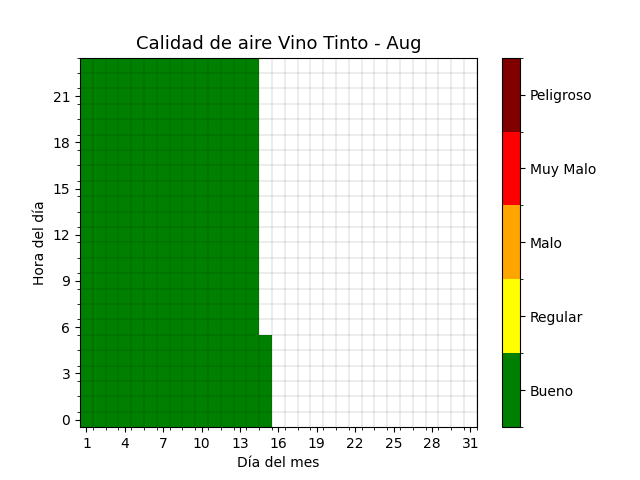 Calidad de aire Vino Tinto - Aug
Hora del día
21
18
15
12
9
6
3
0
1 4 7 10 13 16 19 22 25 28 31
Día del mes
Peligroso
Muy Malo
Malo
Regular
Bueno